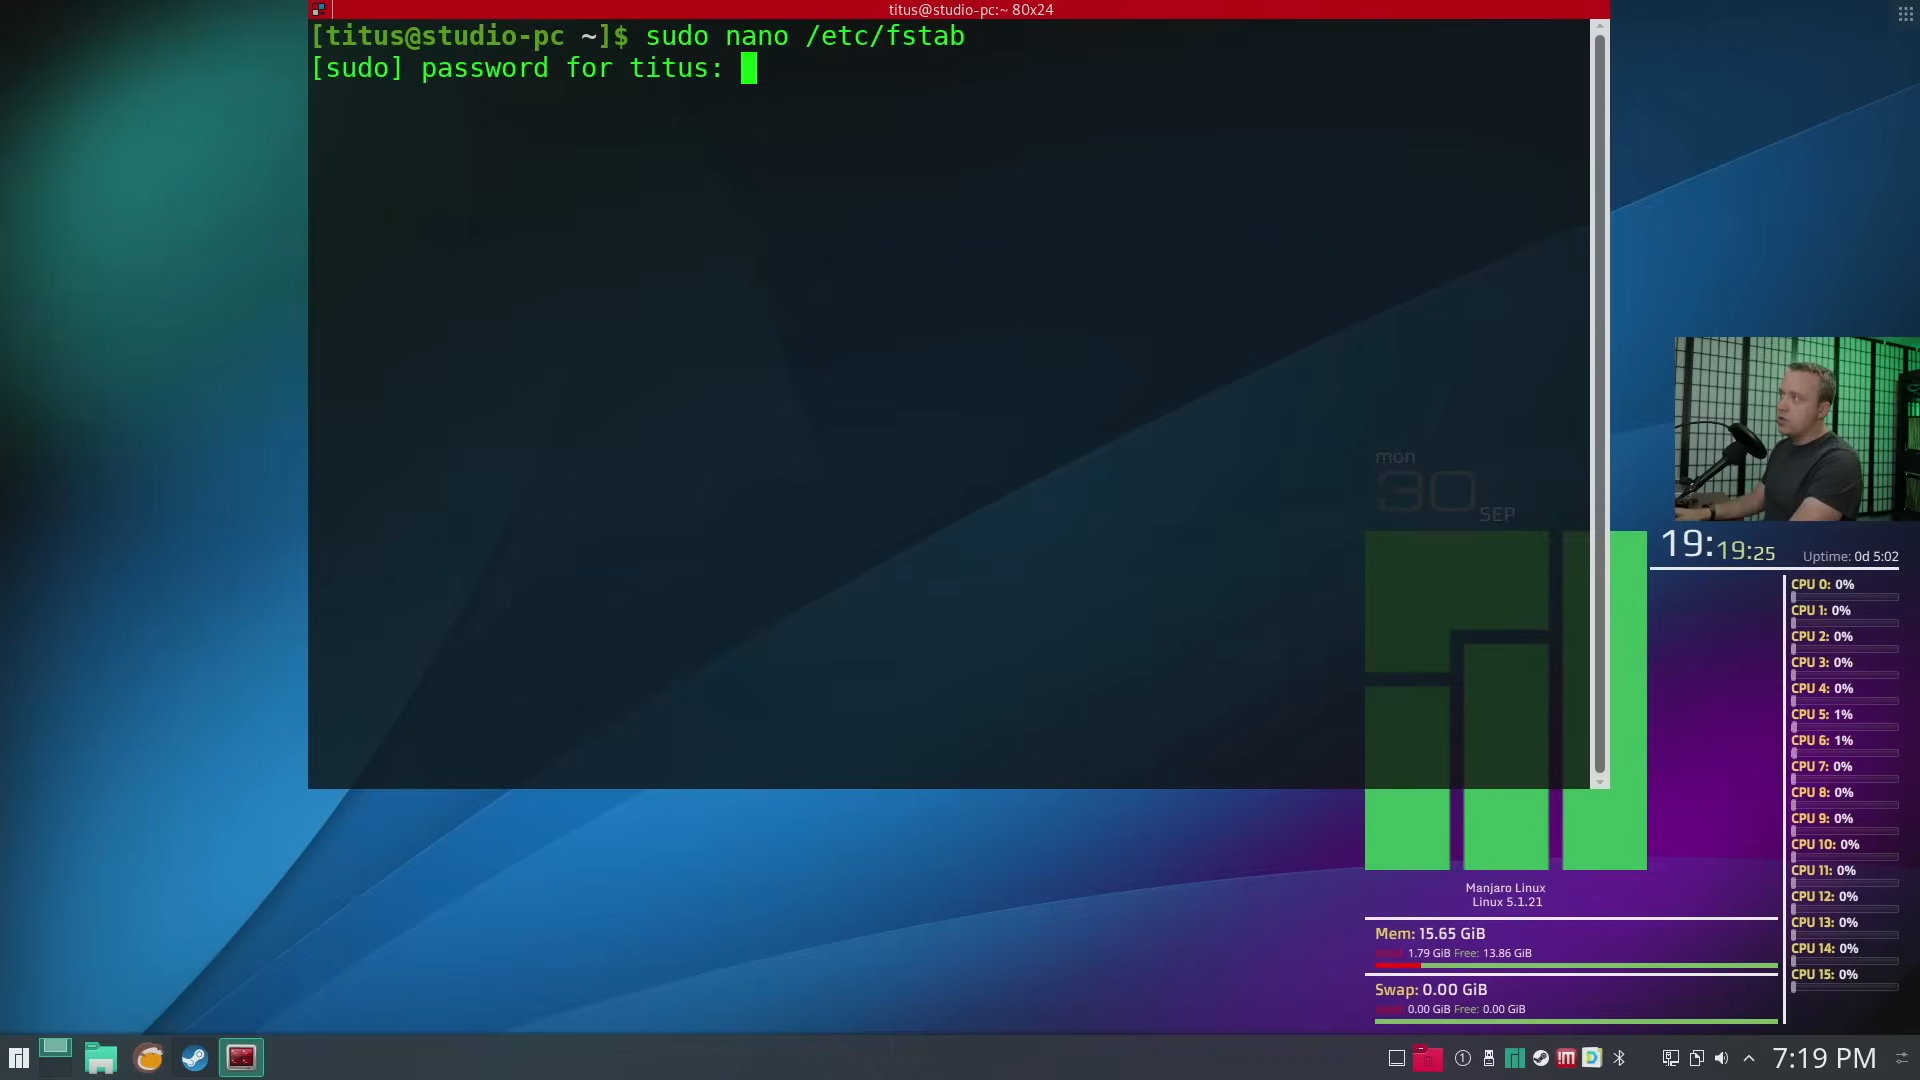 titus@studio-pc:~ 80x24
[titus@studio-pc ~]$ sudo nano /etc/fstab
[sudo] password for titus:
mon
30
SEP
19:19:25 Uptime: 0d 5:02
CPU 0: 0%
CPU 1: 0%
CPU 2: 0%
CPU 3: 0%
CPU 4: 0%
CPU 5: 1%
CPU 6: 1%
CPU 7: 0%
CPU 8: 0%
CPU 9: 0%
CPU 10: 0%
CPU 11: 0%
CPU 12: 0%
CPU 13: 0%
CPU 14: 0%
CPU 15: 0%
Manjaro Linux
Linux 5.1.21
Mem: 15.65 GiB
1.79 GiB Free: 13.86 GiB
Swap: 0.00 GiB
0.00 GiB Free: 0.00 GiB
7:19 PM